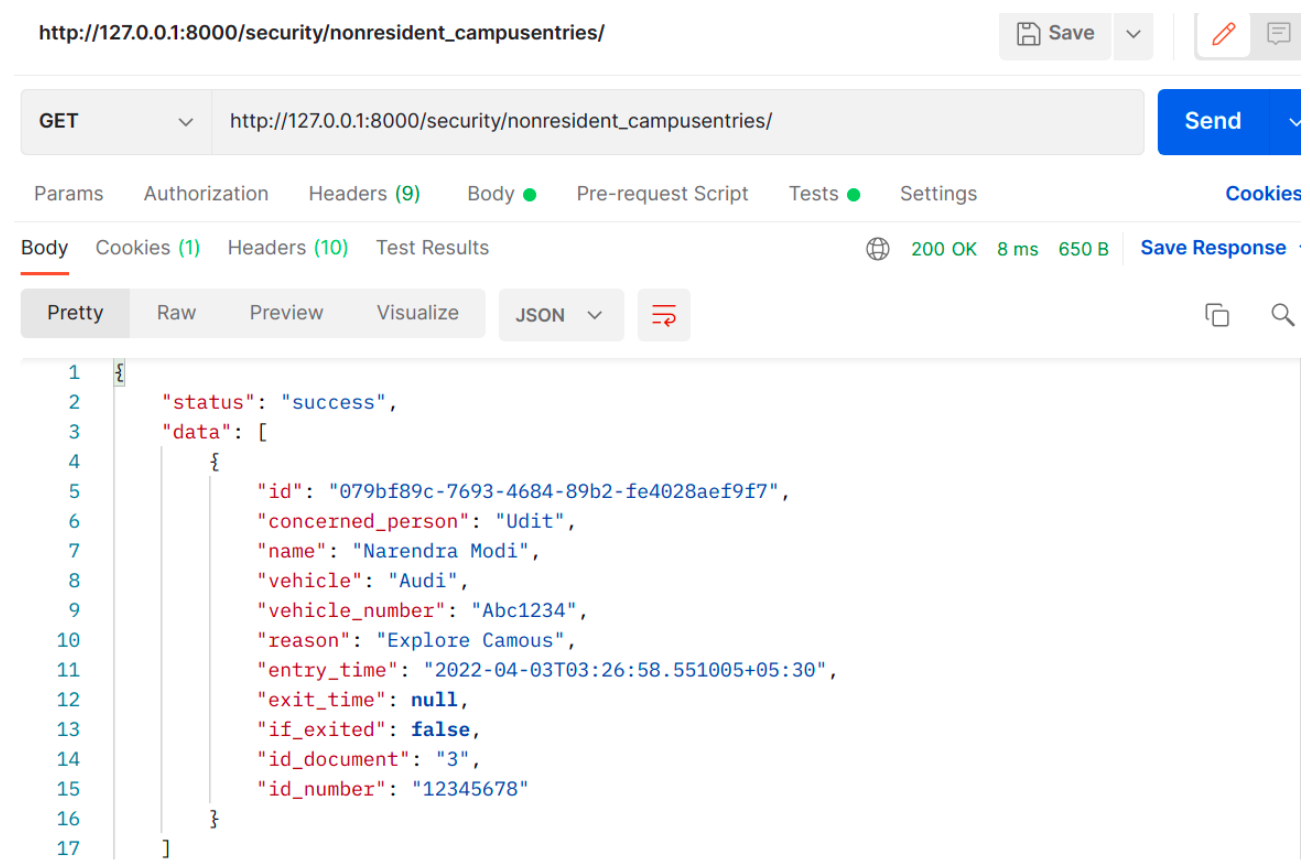 http://127.0.0.1:8000/security/nonresident_campusentries/ Save
GET http://127.0.0.1:8000/security/nonresident_campusentries/ Send
Params Authorization Headers (9) Body Pre-request Script Tests Settings Cookies
Body Cookies (1) Headers (10) Test Results 200 OK 8 ms 650 B Save Response
Pretty Raw Preview Visualize JSON
1 {
2 "status": "success",
3 "data": [
4 {
5 "id": "079bf89c-7693-4684-89b2-fe4028aef9f7",
6 "concerned_person": "Udit",
7 "name": "Narendra Modi",
8 "vehicle": "Audi",
9 "vehicle_number": "Abc1234",
10 "reason": "Explore Camous",
11 "entry_time": "2022-04-03T03:26:58.551005+05:30",
12 "exit_time": null,
13 "if_exited": false,
14 "id_document": "3",
15 "id_number": "12345678"
16 }
17 ]